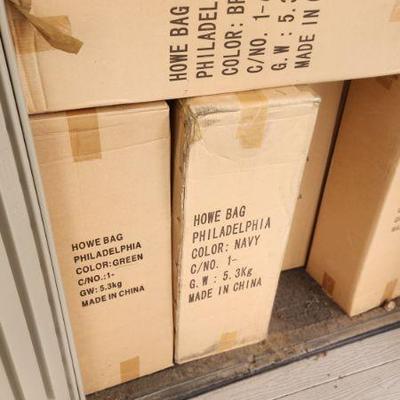 HOWE BAG
PHILADELPHIA
COLOR: BR
C/NO. 1-
G.W: 5.3
MADE IN
HOWE BAG
PHILADELPHIA
COLOR: GREEN
C/NO.: 1-
GW: 5.3kg
MADE IN CHINA
HOWE BAG
PHILADELPHIA
COLOR: NAVY
C/NO. 1-
G.W: 5.3Kg
MADE IN CHINA